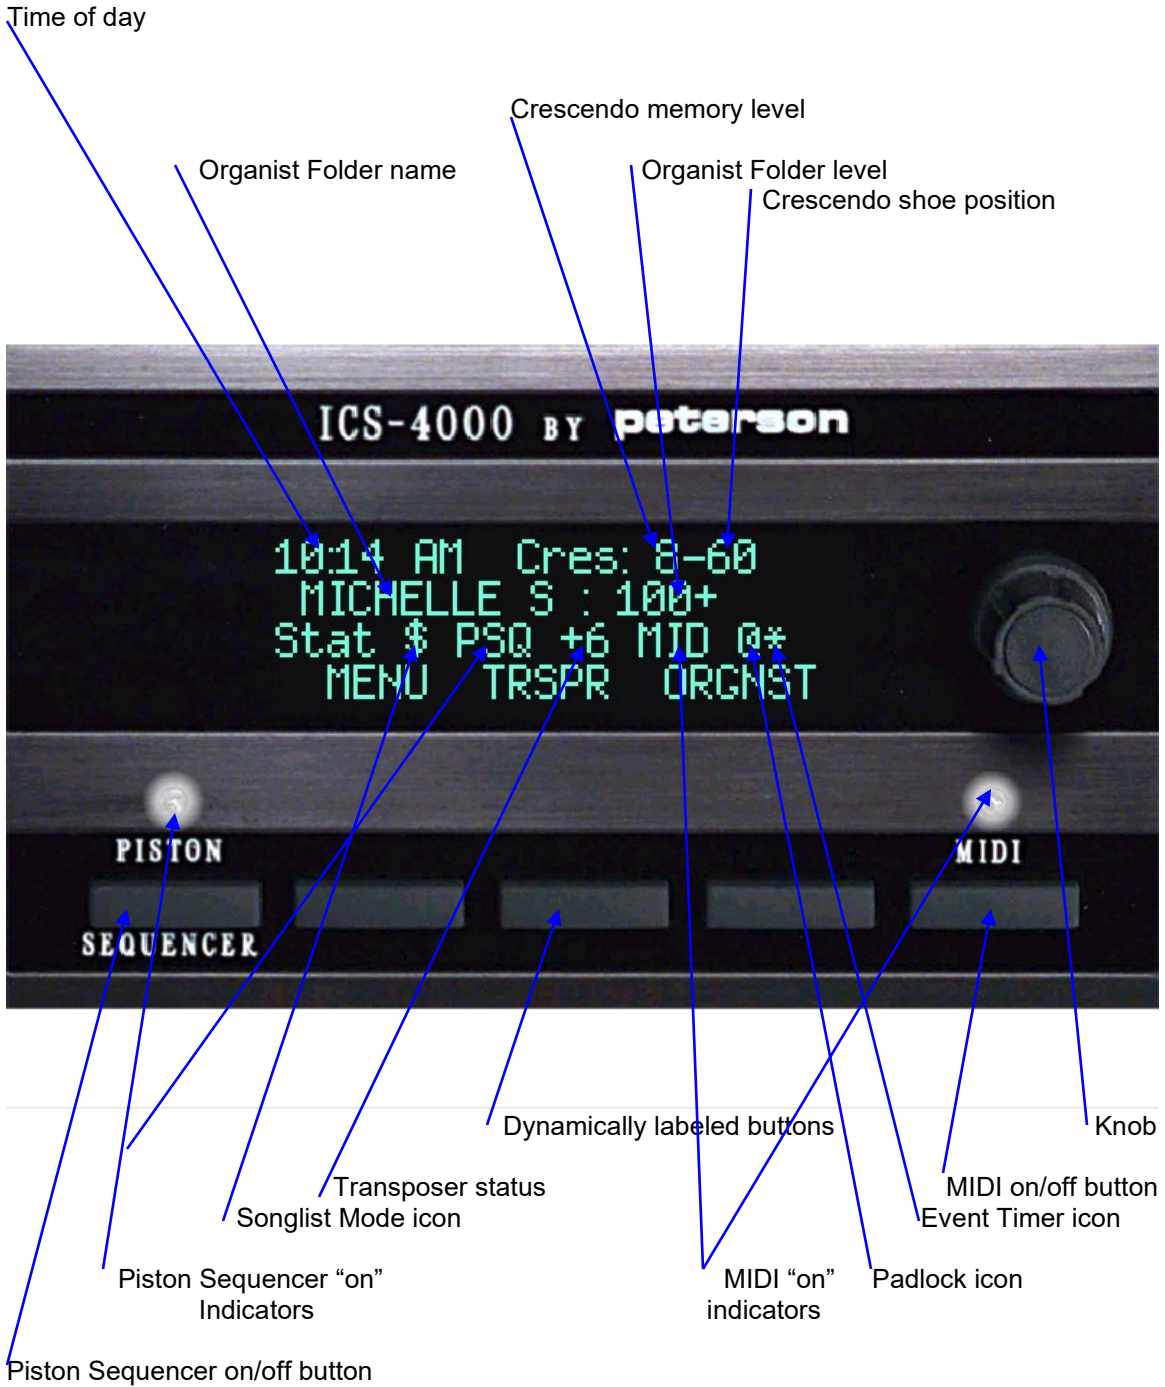 Time of day
Crescendo memory level
Organist Folder name
Organist Folder level
Crescendo shoe position
ICS-4000 BY peterson
10:14 AM Cres: 8-60
MICHELLE S : 100+
Stat $ PSQ +6 MID @*
MENU TRSPR ORGNST
PISTON
MIDI
SEQUENCER
Dynamically labeled buttons
Knob
Transposer status
MIDI on/off button
Songlist Mode icon
Event Timer icon
Piston Sequencer “on”
Indicators
MIDI “on”
indicators
Padlock icon
Piston Sequencer on/off button